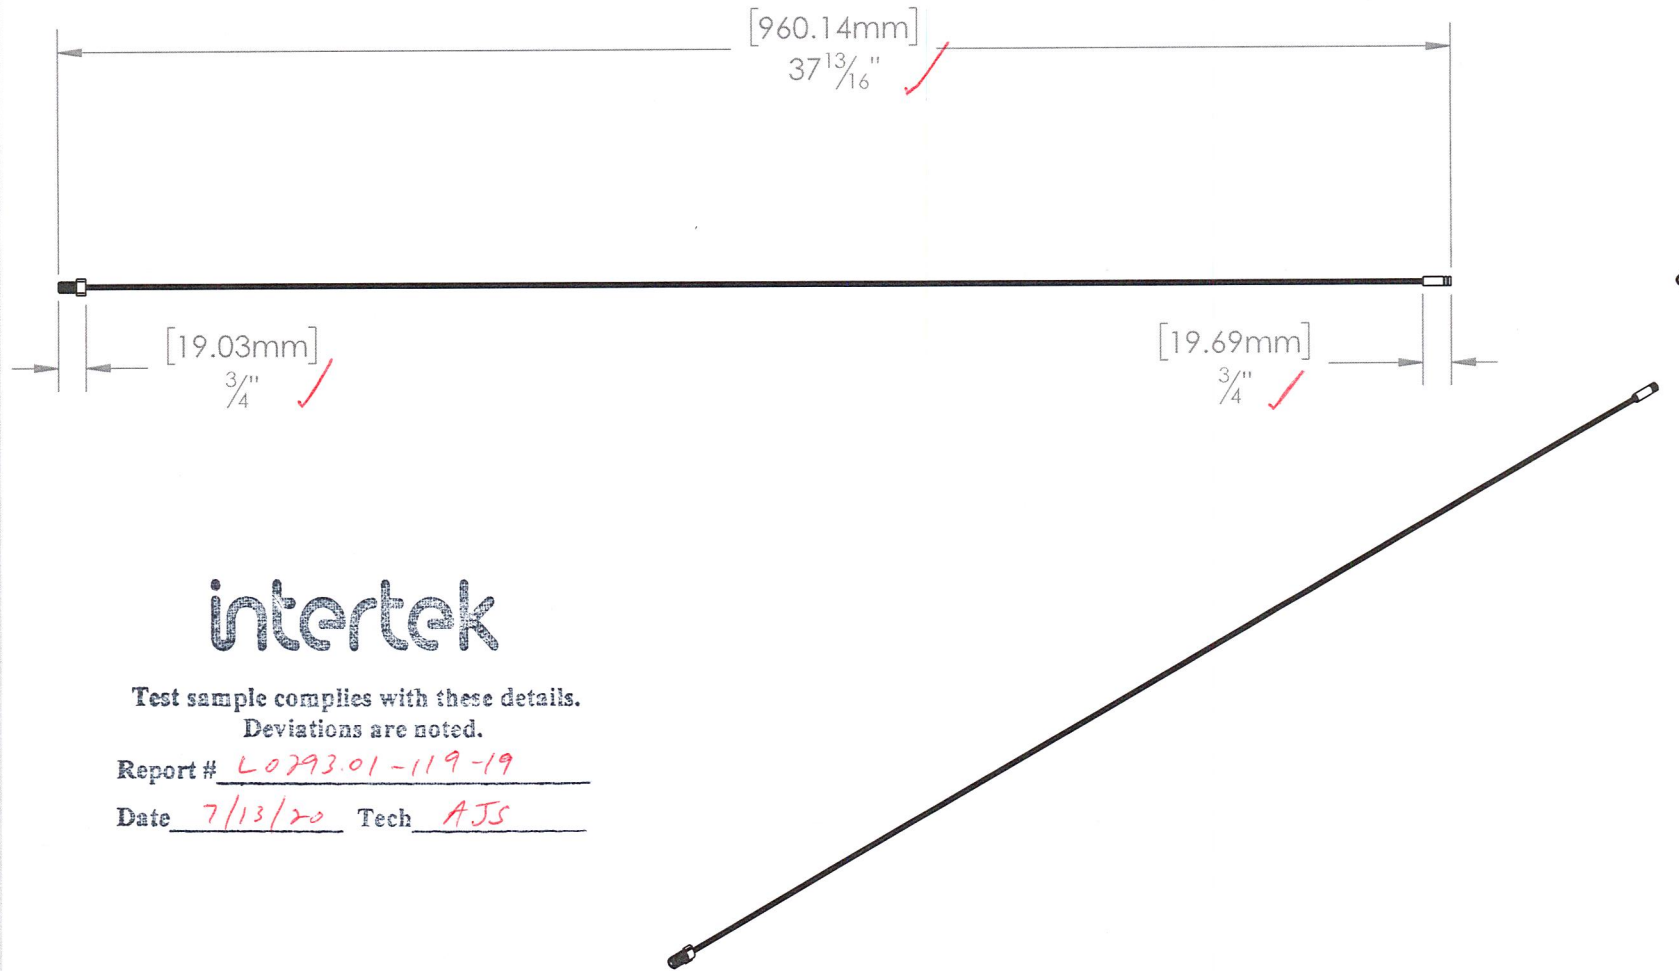 [960.14mm]
37 13/16"
[19.03mm]
3/4"
[19.69mm]
3/4"
intertek
Test sample complies with these details.
Deviations are noted.
Report # L0293.01-119-19
Date 7/13/20 Tech AJS